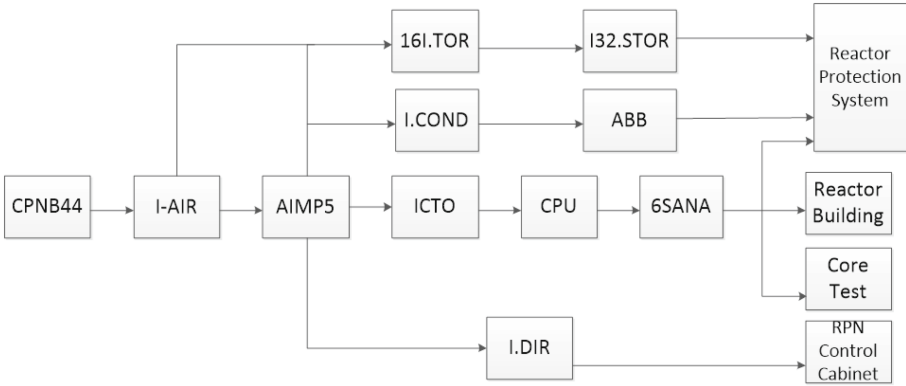 16I.TOR
I32.STOR
Reactor
Protection
System
I.COND
ABB
CPNB44
I-AIR
AIMP5
ICTO
CPU
6SANA
Reactor
Building
Core
Test
I.DIR
RPN
Control
Cabinet